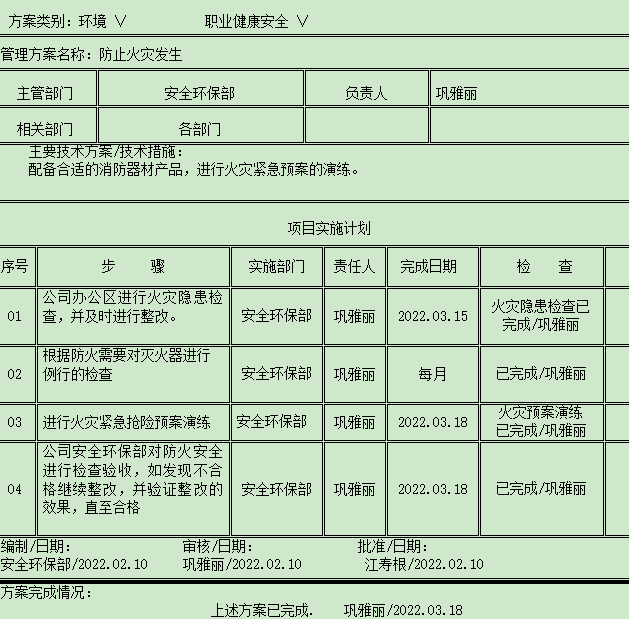 方案类别：环境 √ 职业健康安全 √
管理方案名称：防止火灾发生
主管部门 安全环保部 负责人 巩雅丽
相关部门 各部门
主要技术方案/技术措施：
配备合适的消防器材产品，进行火灾紧急预案的演练。
项目实施计划
序号 步 骤 实施部门 责任人 完成日期 检 查
01 公司办公区进行火灾隐患检
查，并及时进行整改。 安全环保部 巩雅丽 2022.03.15 火灾隐患检查已
完成/巩雅丽
02 根据防火需要对灭火器进行
例行的检查 安全环保部 巩雅丽 每月 已完成/巩雅丽
03 进行火灾紧急抢险预案演练 安全环保部 巩雅丽 2022.03.18 火灾预案演练
已完成/巩雅丽
04 公司安全环保部对防火安全
进行检查验收，如发现不合
格继续整改，并验证整改的
效果，直至合格 安全环保部 巩雅丽 2022.03.18 已完成/巩雅丽
编制/日期： 审核/日期： 批准/日期：
安全环保部/2022.02.10 巩雅丽/2022.02.10 江寿根/2022.02.10
方案完成情况：
上述方案已完成. 巩雅丽/2022.03.18